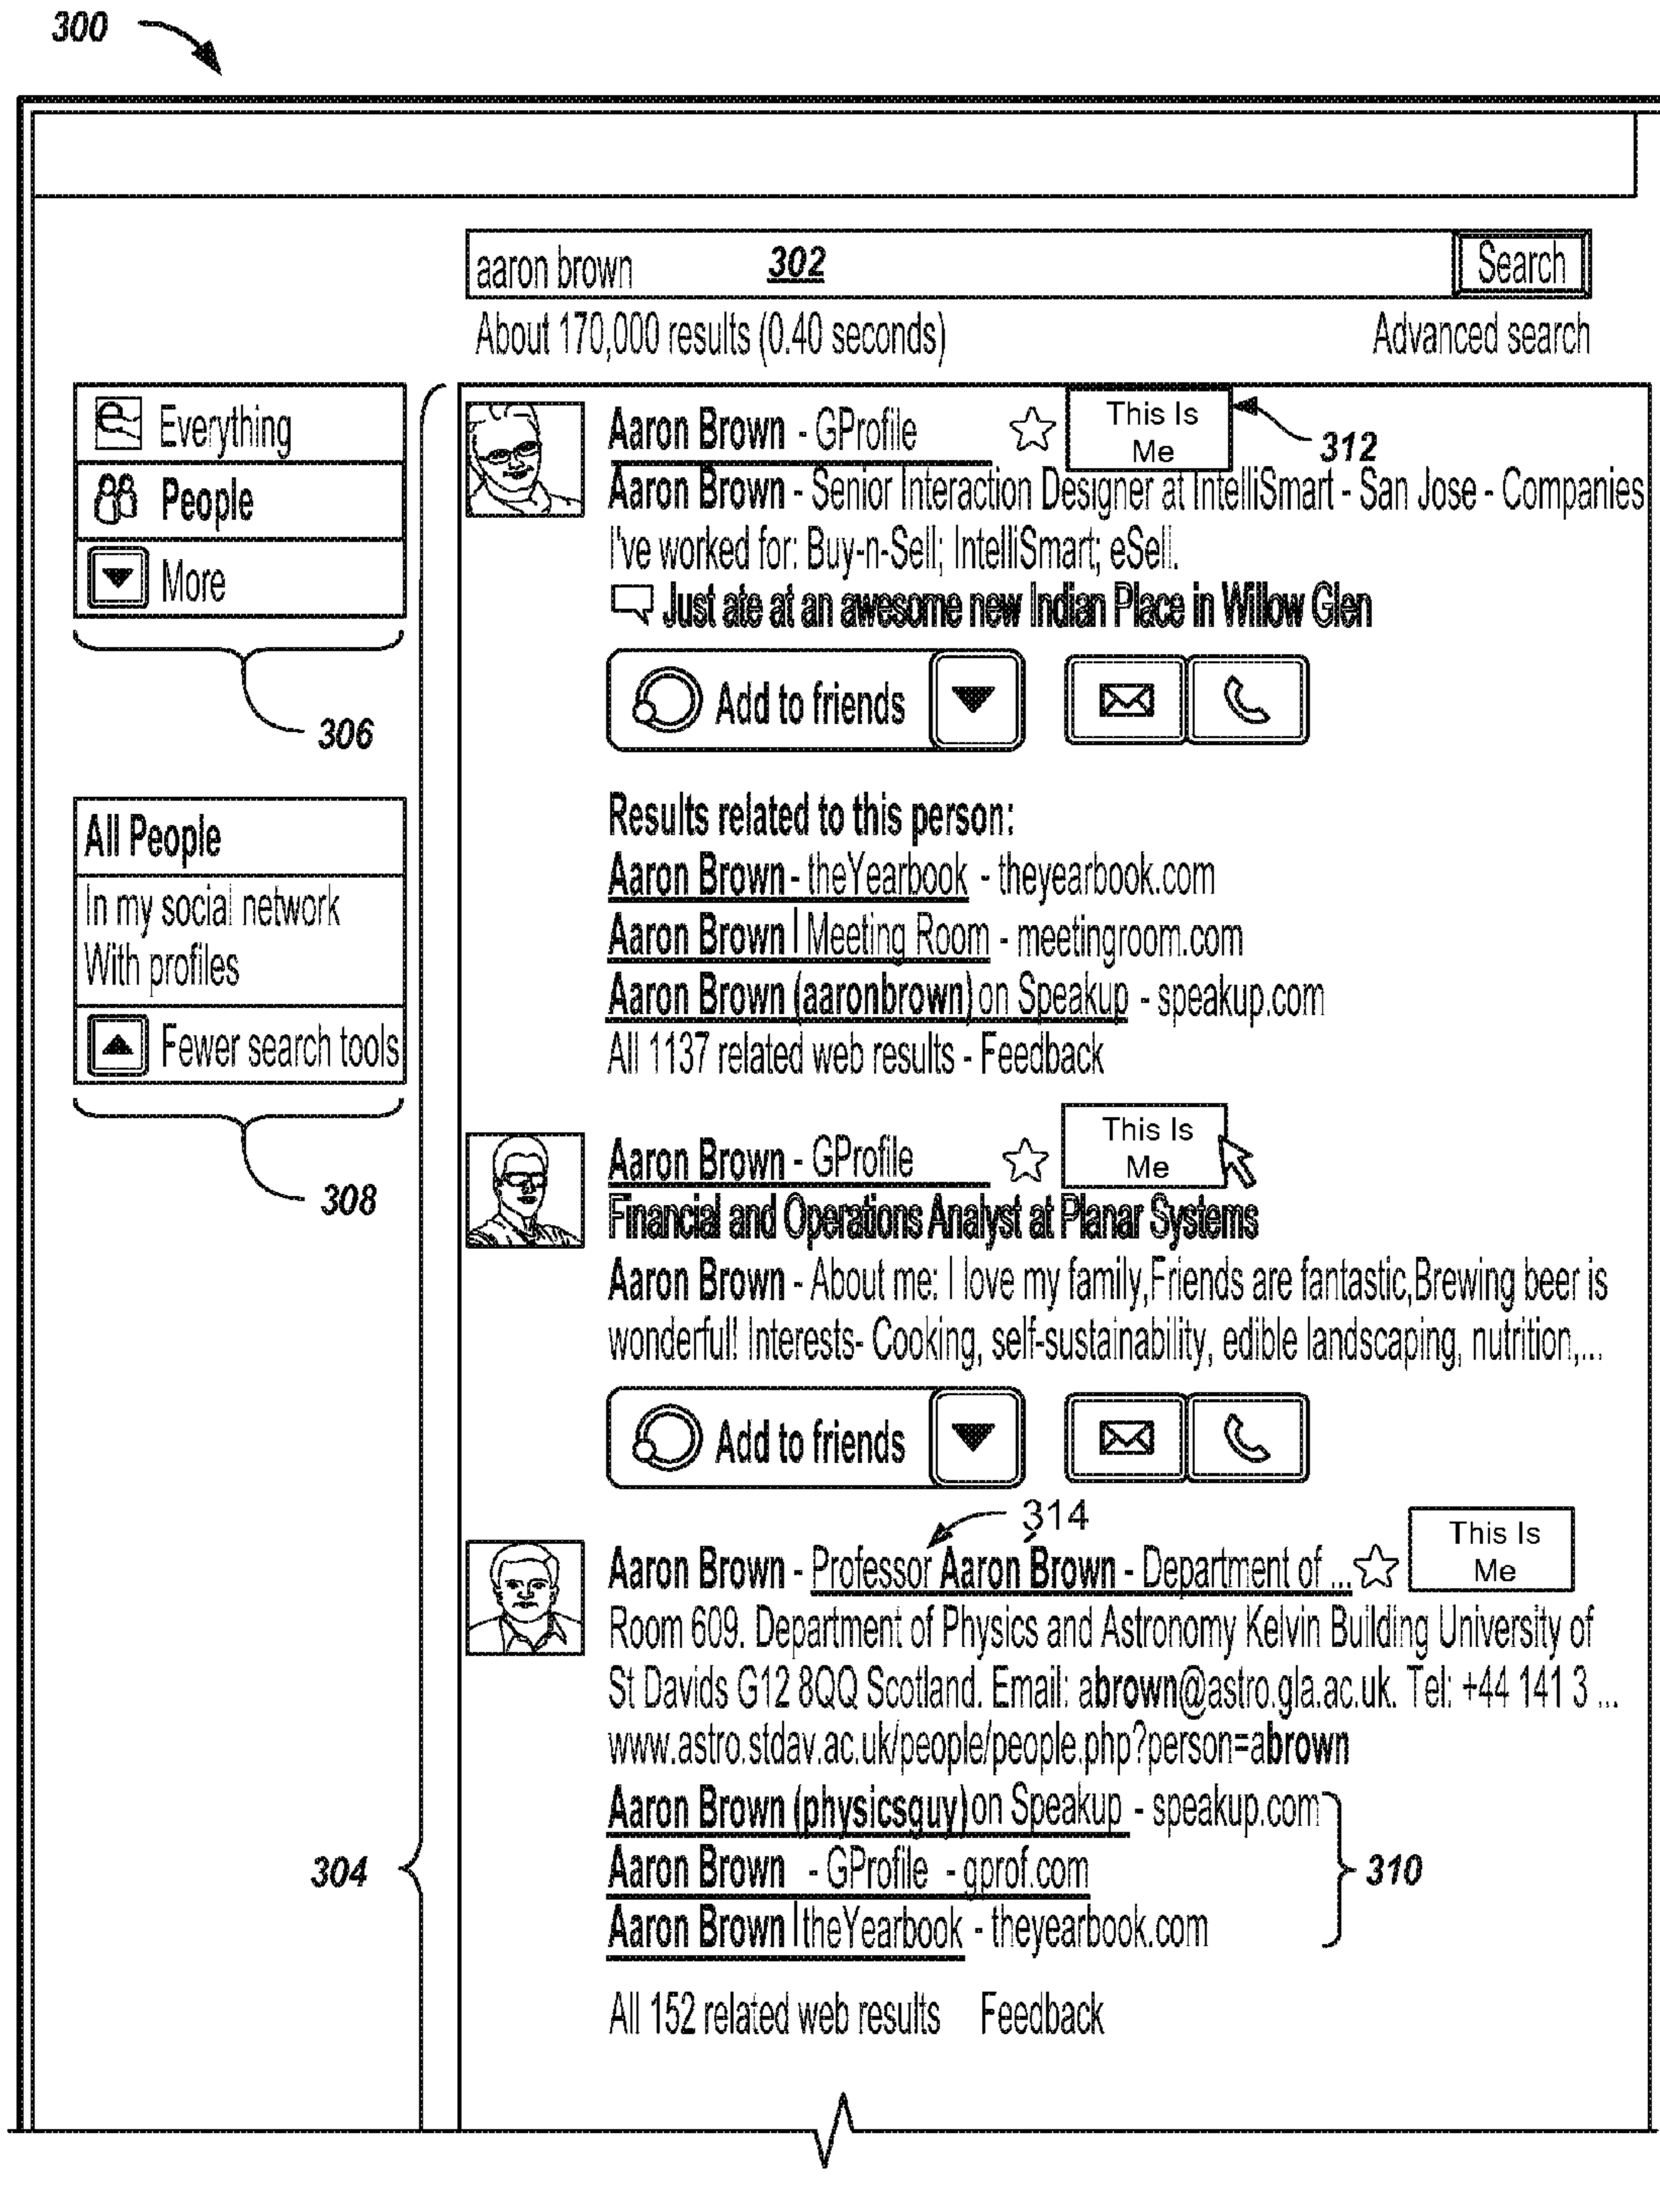 300
aaron brown 302 Search
About 170,000 results (0.40 seconds) Advanced search
Everything
People
More
306
All People
In my social network
With profiles
Fewer search tools
308
304
Aaron Brown - GProfile This Is Me 312
Aaron Brown - Senior Interaction Designer at IntelliSmart - San Jose - Companies
I've worked for: Buy-n-Sell; IntelliSmart; eSell.
Just ate at an awesome new Indian Place in Willow Glen
Add to friends
Results related to this person:
Aaron Brown - theYearbook - theyearbook.com
Aaron Brown | Meeting Room - meetingroom.com
Aaron Brown (aaronbrown) on Speakup - speakup.com
All 1137 related web results - Feedback
Aaron Brown - GProfile This Is Me
Financial and Operations Analyst at Planar Systems
Aaron Brown - About me: I love my family,Friends are fantastic,Brewing beer is
wonderful! Interests- Cooking, self-sustainability, edible landscaping, nutrition,...
Add to friends
314
Aaron Brown - Professor Aaron Brown - Department of ... This Is Me
Room 609. Department of Physics and Astronomy Kelvin Building University of
St Davids G12 8QQ Scotland. Email: abrown@astro.gla.ac.uk. Tel: +44 141 3 ...
www.astro.stdav.ac.uk/people/people.php?person=abrown
Aaron Brown (physicsguy) on Speakup - speakup.com
Aaron Brown - GProfile - gprof.com 310
Aaron Brown | theYearbook - theyearbook.com
All 152 related web results Feedback